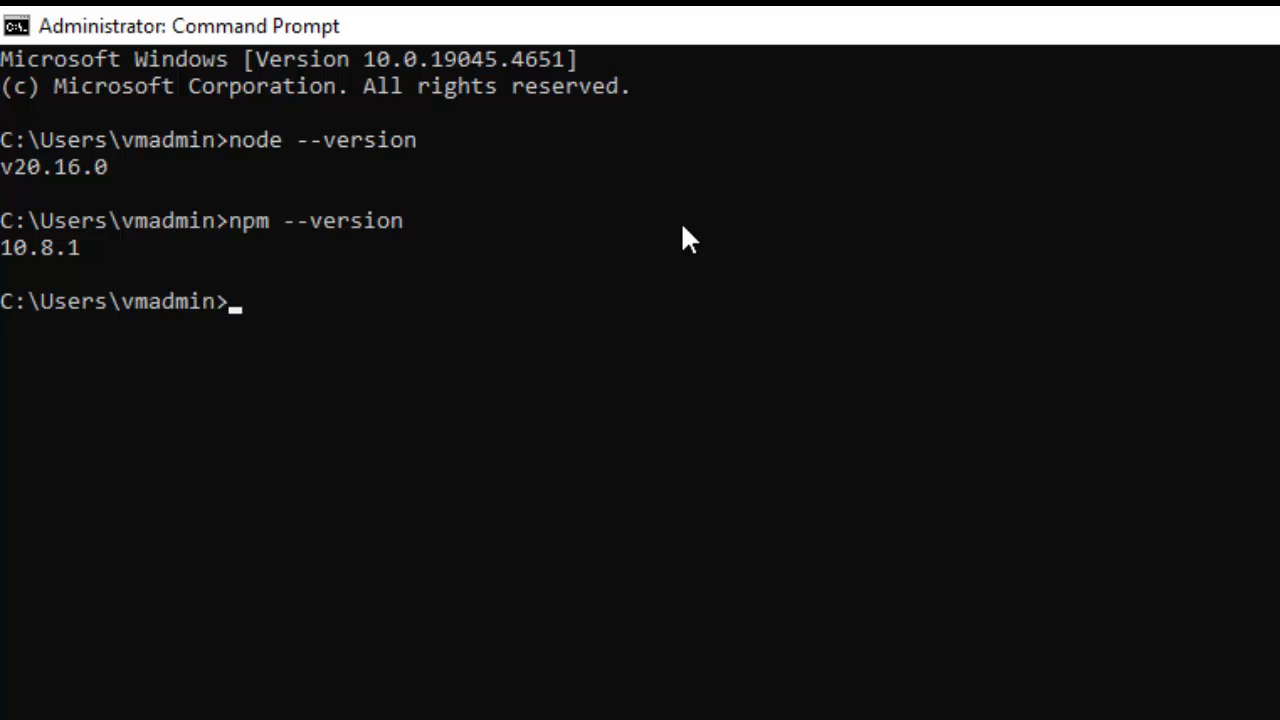 Administrator: Command Prompt
Microsoft Windows [Version 10.0.19045.4651]
(c) Microsoft Corporation. All rights reserved.
C:\Users\vmadmin>node --version
v20.16.0
C:\Users\vmadmin>npm --version
10.8.1
C:\Users\vmadmin>